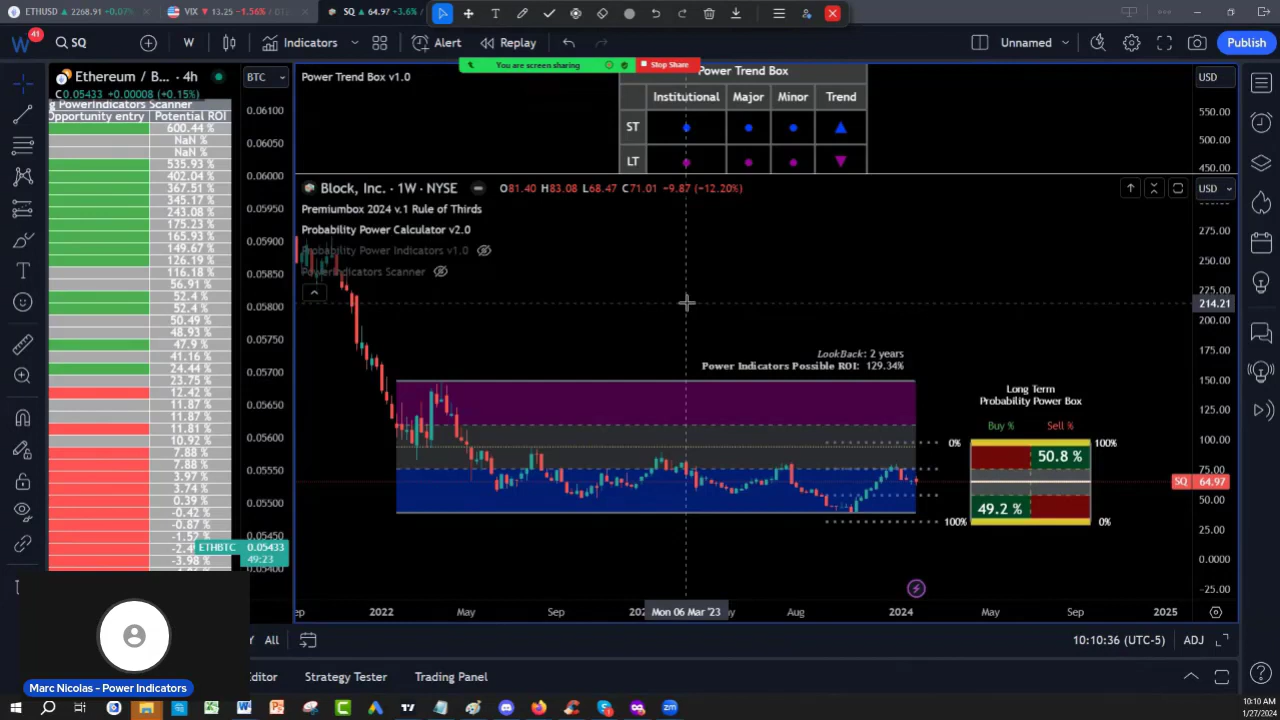 ETHUSD ▲ 2268.91 +0.07%
VIX ▼ 13.25 −1.56%
SQ ▲ 64.97 +3.6%
41
SQ
W
Indicators
Alert
Replay
Unnamed
Publish
You are screen sharing
Stop Share
Ethereum / B... · 4h
BTC
C0.05433 +0.00008 (+0.15%)
g PowerIndicators Scanner
Opportunity entry
Potential ROI
600.44 %
NaN %
NaN %
535.93 %
402.04 %
367.51 %
345.17 %
243.08 %
175.23 %
165.93 %
149.67 %
126.19 %
116.18 %
56.91 %
52.4 %
52.4 %
50.49 %
48.93 %
47.9 %
41.16 %
24.44 %
23.75 %
12.42 %
11.87 %
11.87 %
11.81 %
10.92 %
7.88 %
7.88 %
3.97 %
3.74 %
0.39 %
-0.42 %
-0.87 %
-3.98 %
0.06100
0.06050
0.06000
0.05950
0.05900
0.05850
0.05800
0.05750
0.05700
0.05650
0.05600
0.05550
0.05500
ETHBTC 0.05433
49:23
Power Trend Box v1.0
Power Trend Box
Institutional Major Minor Trend
ST
LT
USD
550.00
500.00
450.00
Block, Inc. · 1W · NYSE
O81.40 H83.08 L68.47 C71.01 −9.87 (−12.20%)
Premiumbox 2024 v.1 Rule of Thirds
Probability Power Calculator v2.0
Probability Power Indicators v1.0
PowerIndicators Scanner
USD
275.00
250.00
225.00
214.21
200.00
175.00
150.00
125.00
100.00
75.00
SQ 64.97
50.00
25.00
0.0000
-25.00
LookBack: 2 years
Power Indicators Possible ROI: 129.34%
0%
100%
Long Term
Probability Power Box
Buy % Sell %
100%
50.8 %
49.2 %
0%
2022
May
Sep
Mon 06 Mar '23
Aug
2024
May
Sep
2025
All
10:10:36 (UTC-5)
ADJ
Strategy Tester
Trading Panel
Marc Nicolas - Power Indicators
10:10 AM
1/27/2024